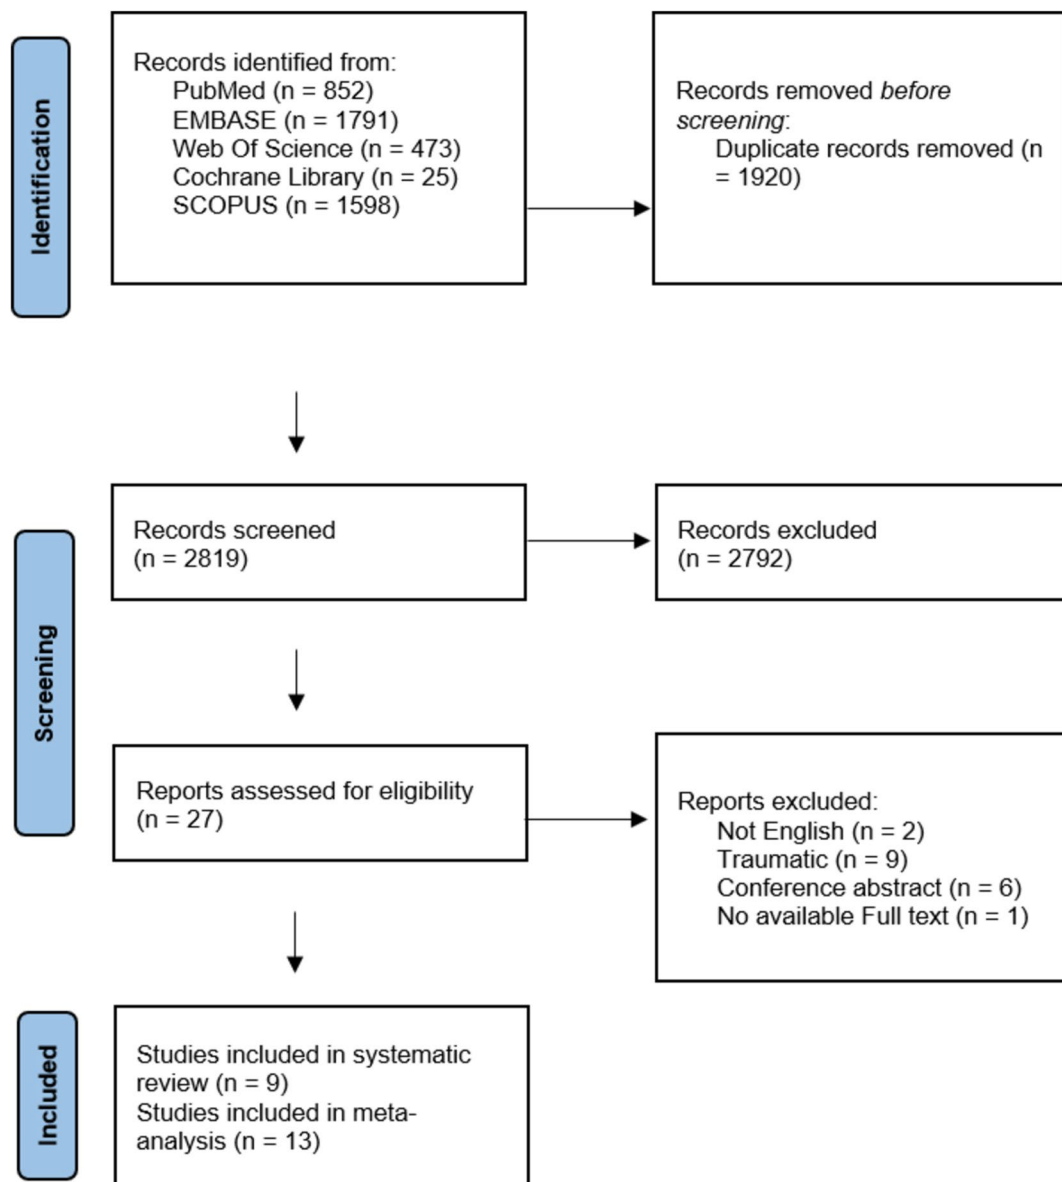 Identification
Records identified from:
PubMed (n = 852)
EMBASE (n = 1791)
Web Of Science (n = 473)
Cochrane Library (n = 25)
SCOPUS (n = 1598)
Records removed before
screening:
Duplicate records removed (n
= 1920)
Screening
Records screened
(n = 2819)
Records excluded
(n = 2792)
Reports assessed for eligibility
(n = 27)
Reports excluded:
Not English (n = 2)
Traumatic (n = 9)
Conference abstract (n = 6)
No available Full text (n = 1)
Included
Studies included in systematic
review (n = 9)
Studies included in meta-
analysis (n = 13)